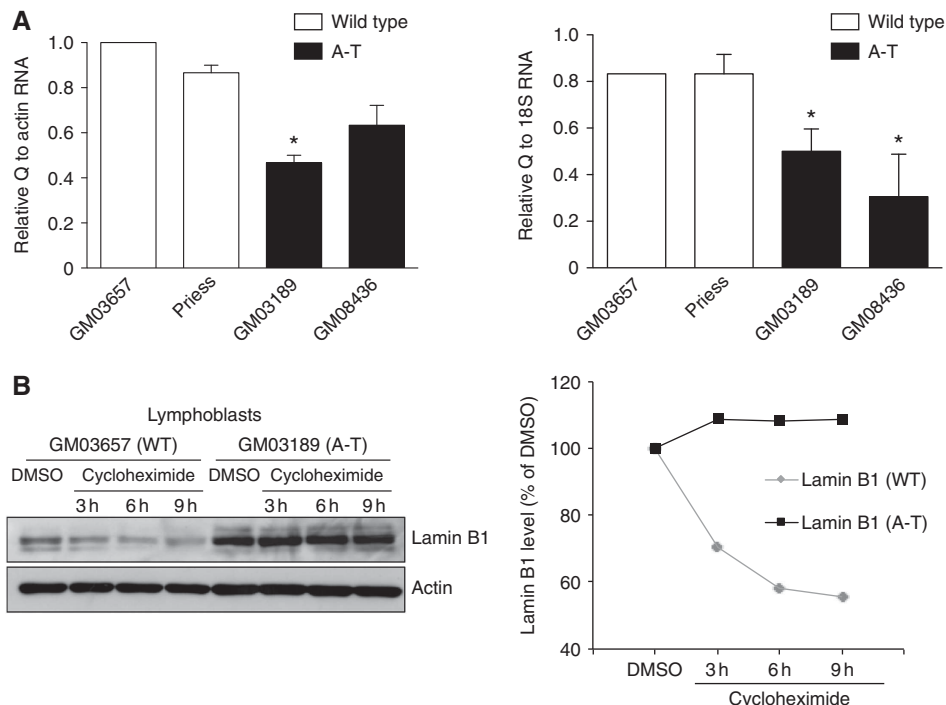 A
Wild type
A-T
Relative Q to actin RNA
1.0
0.8
0.6
0.4
0.2
0
*
GM03657
Priess
GM03189
GM08436
Wild type
A-T
Relative Q to 18S RNA
1.0
0.8
0.6
0.4
0.2
0
*
*
GM03657
Priess
GM03189
GM08436
B
Lymphoblasts
GM03657 (WT) GM03189 (A-T)
DMSO Cycloheximide DMSO Cycloheximide
3 h 6 h 9 h 3 h 6 h 9 h
Lamin B1
Actin
Lamin B1 level (% of DMSO)
120
100
80
60
40
Lamin B1 (WT)
Lamin B1 (A-T)
DMSO 3 h 6 h 9 h
Cycloheximide